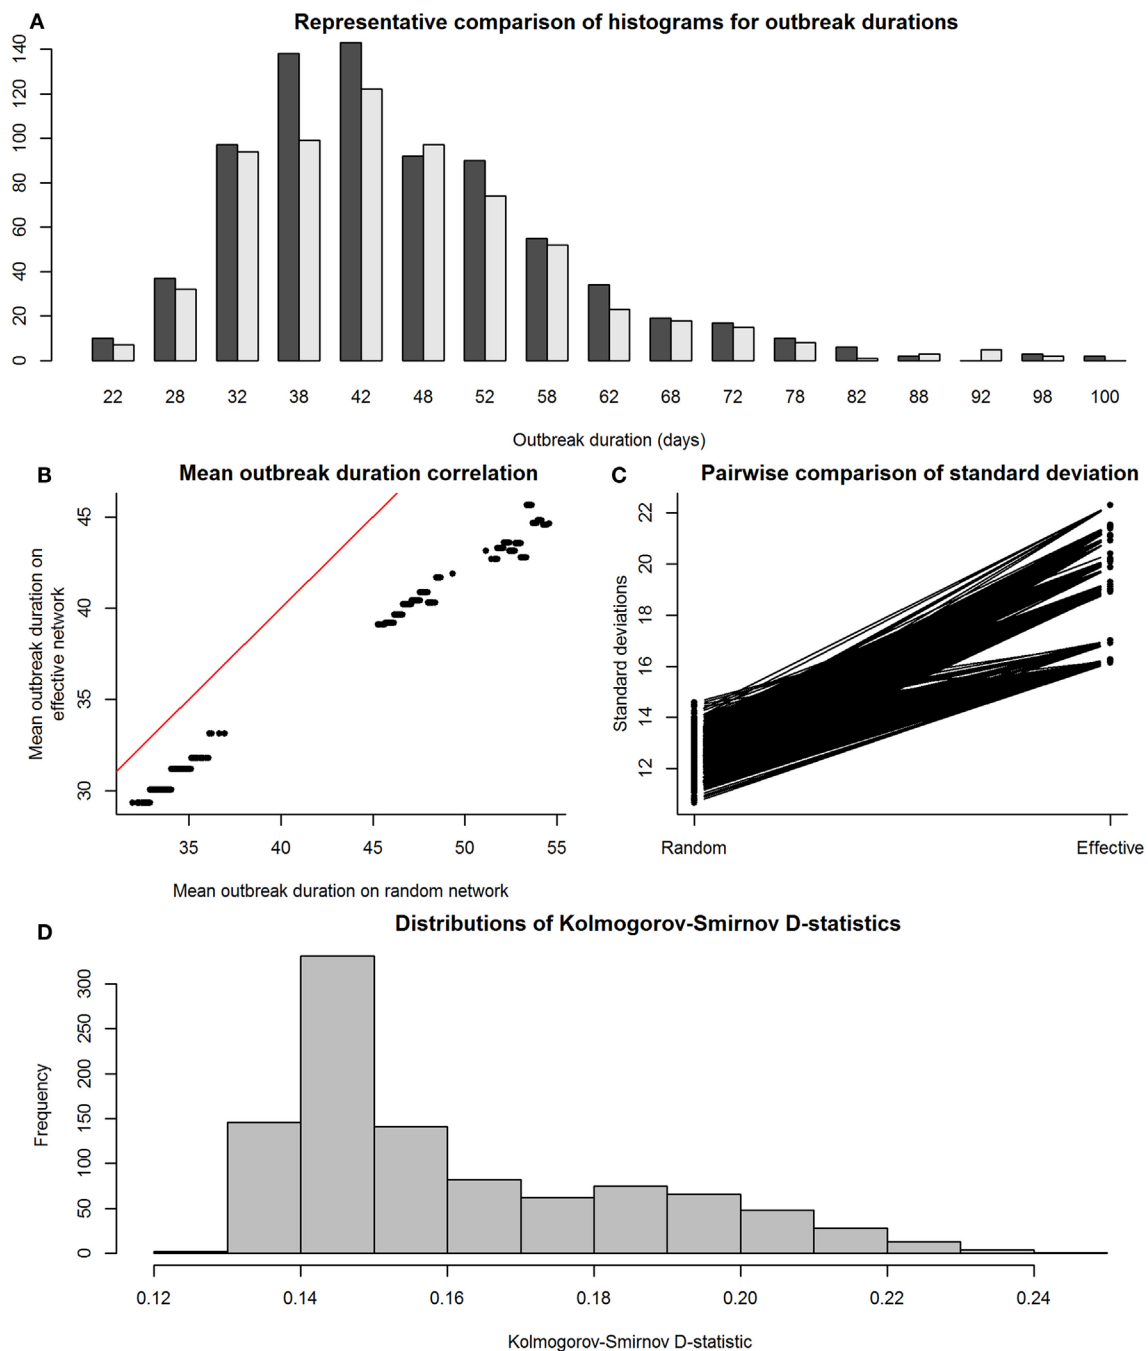 A
Representative comparison of histograms for outbreak durations
140
120
100
80
60
40
20
0
22 28 32 38 42 48 52 58 62 68 72 78 82 88 92 98 100
Outbreak duration (days)
B
Mean outbreak duration correlation
Mean outbreak duration on
effective network
45
40
35
30
35 40 45 50 55
Mean outbreak duration on random network
C
Pairwise comparison of standard deviation
Standard deviations
22
20
18
16
14
12
Random Effective
D
Distributions of Kolmogorov-Smirnov D-statistics
Frequency
300
250
200
150
100
50
0
0.12 0.14 0.16 0.18 0.20 0.22 0.24
Kolmogorov-Smirnov D-statistic